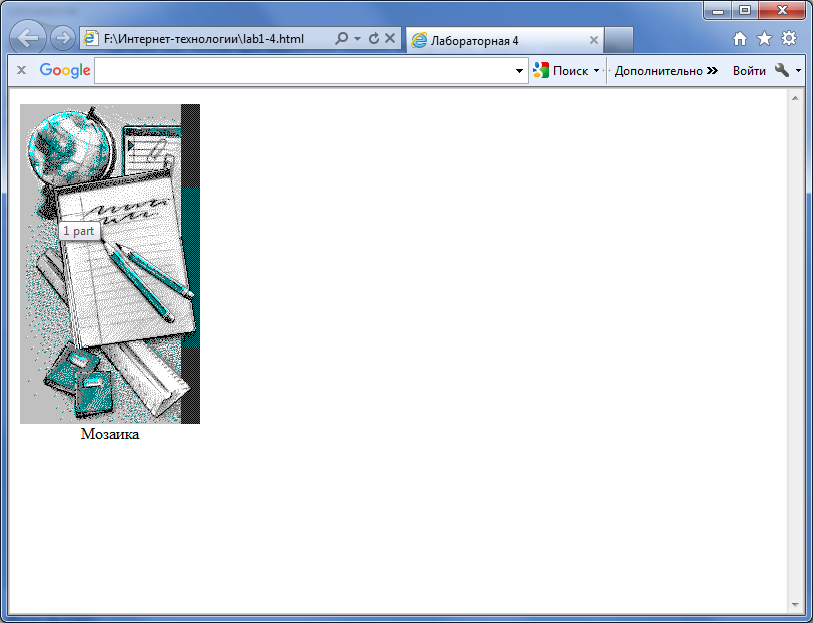 F:\Интернет-технологии\lab1-4.html
Лабораторная 4
x Google Поиск Дополнительно » Войти
1 part
Мозаика